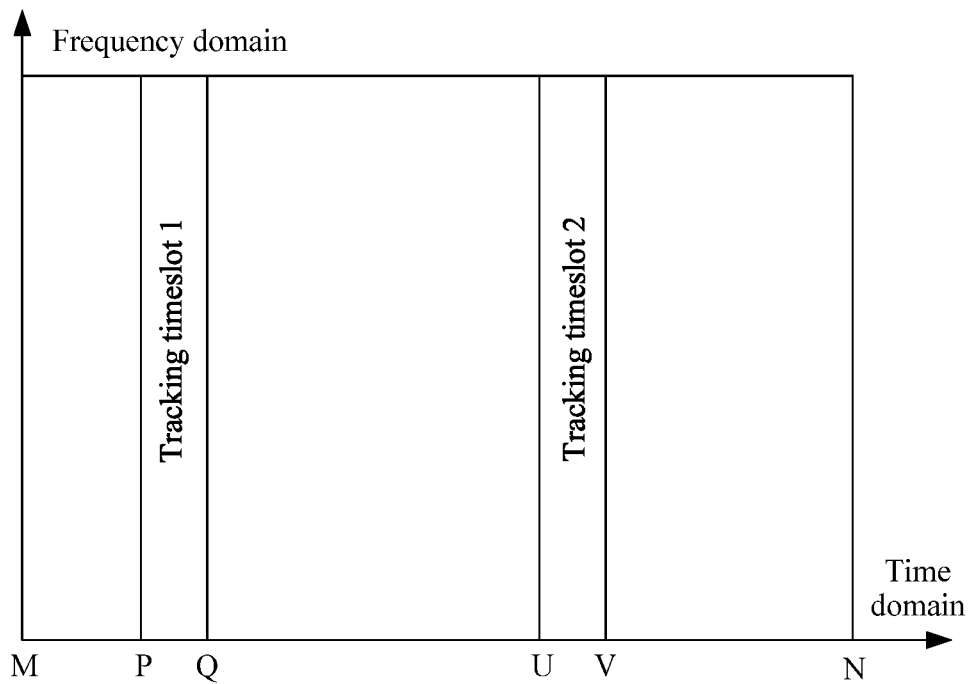 Frequency domain
Tracking timeslot 1
Tracking timeslot 2
Time
domain
M P Q U V N